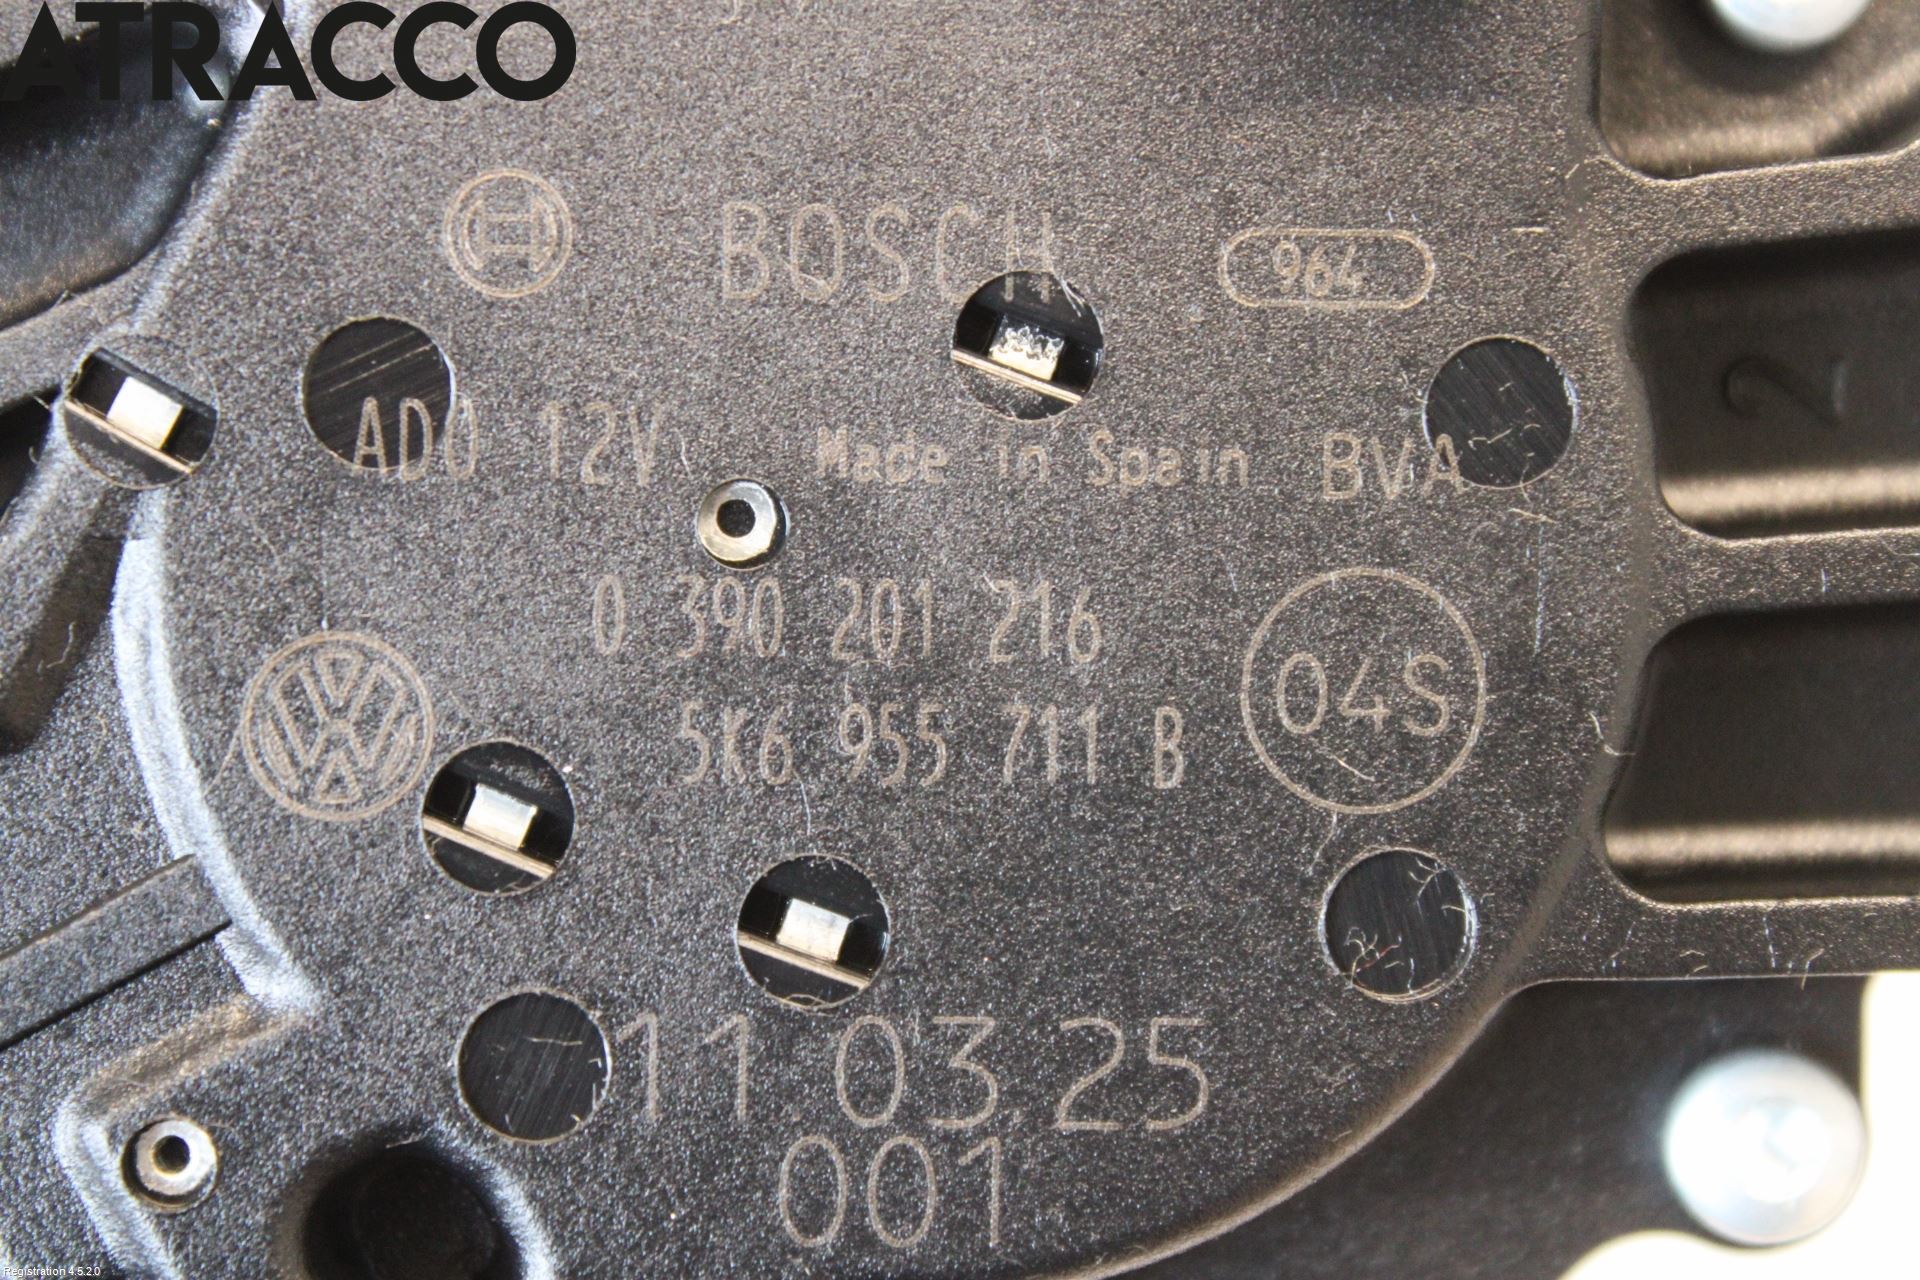 ATRACCO
BOSCH 964
ADO 12V Made in Spain BVA
0 390 201 216
04S
5K6 955 711 B
11.03.25
001
2
Registration 4.5.2.0